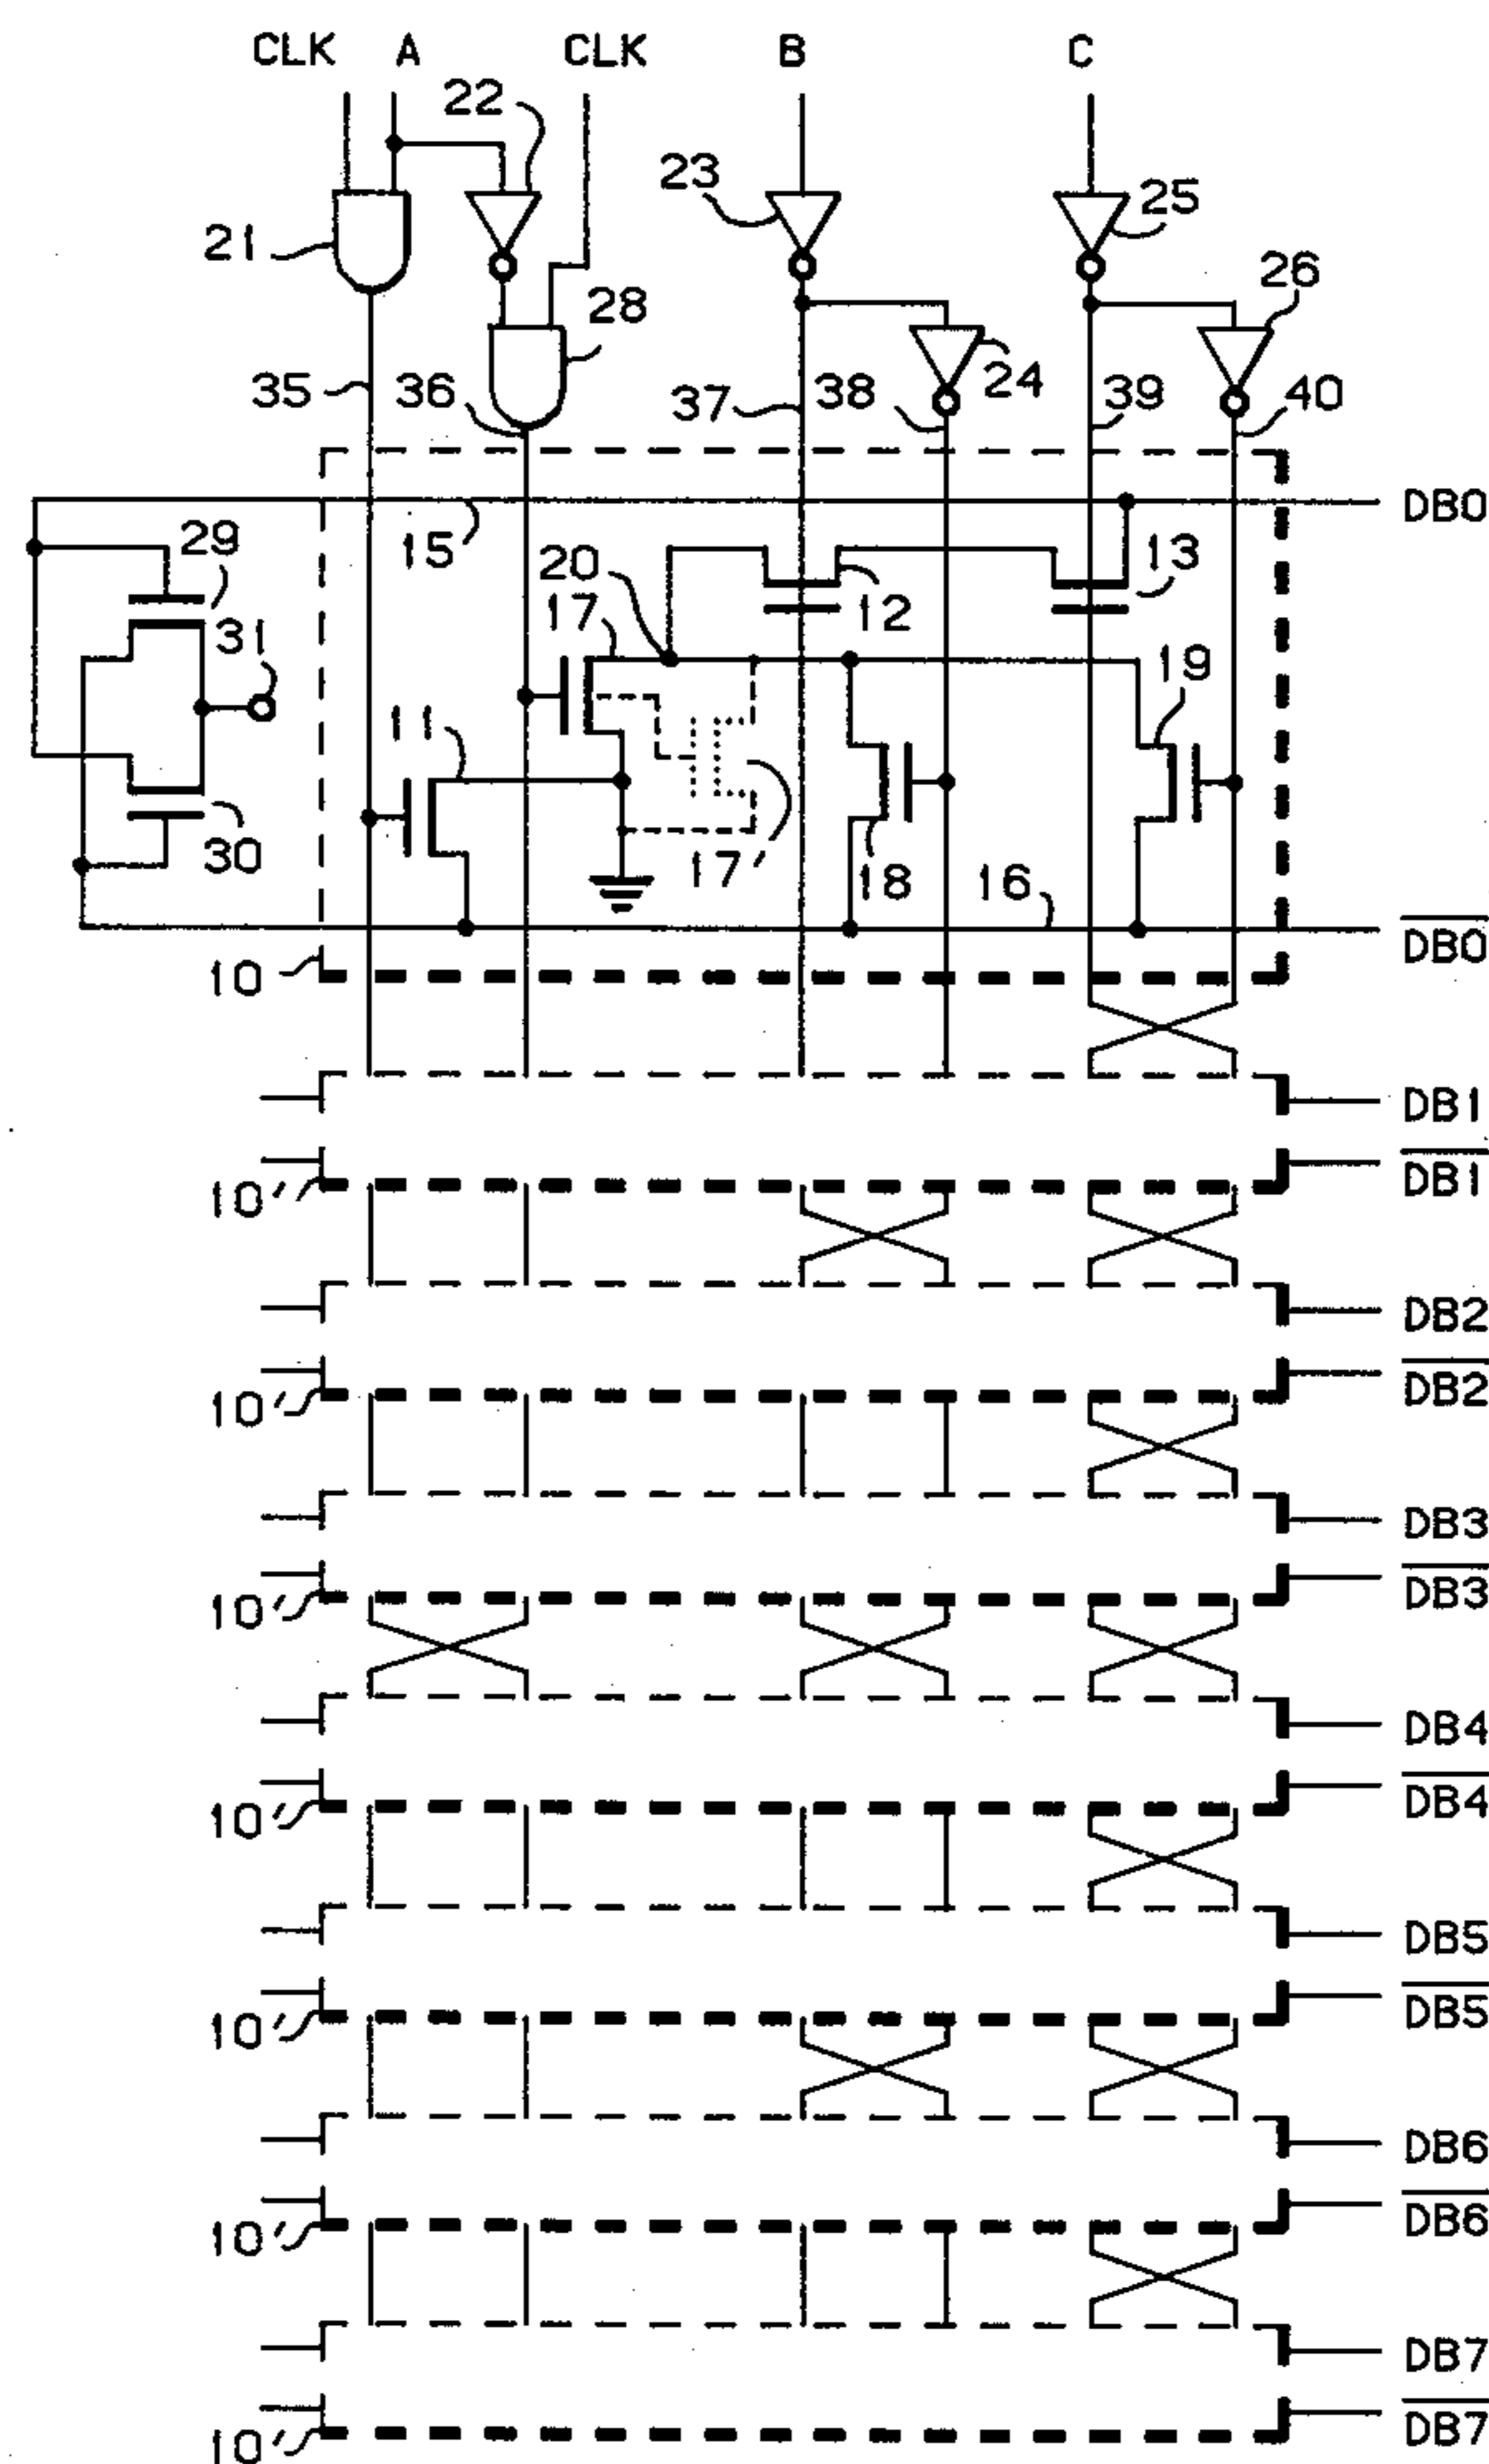 CLK A CLK B C
22
23
25
21
26
28
35 36 37 38 24 39 40
DB0
29 15 20 13
17 12
31
19
11
30 17′ 18 16
DB0
10
DB1
10′ DB1
DB2
10′ DB2
DB3
10′ DB3
DB4
10′ DB4
DB5
10′ DB5
DB6
10′ DB6
DB7
10′ DB7